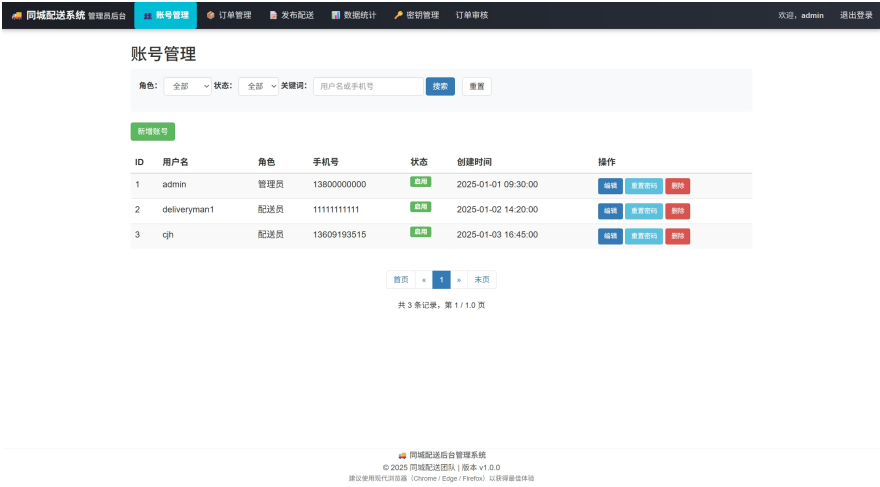 同城配送系统 管理员后台 账号管理 订单管理 发布配送 数据统计 密钥管理 订单审核 欢迎，admin 退出登录
账号管理
角色： 全部 状态： 全部 关键词： 用户名或手机号 搜索 重置
新增账号
ID 用户名 角色 手机号 状态 创建时间 操作
1 admin 管理员 13800000000 启用 2025-01-01 09:30:00 编辑 重置密码 删除
2 deliveryman1 配送员 11111111111 启用 2025-01-02 14:20:00 编辑 重置密码 删除
3 cjh 配送员 13609193515 启用 2025-01-03 16:45:00 编辑 重置密码 删除
首页 « 1 » 末页
共 3 条记录，第 1 / 1.0 页
同城配送后台管理系统
© 2025 同城配送团队 | 版本 v1.0.0
建议使用现代浏览器（Chrome / Edge / Firefox）以获得最佳体验